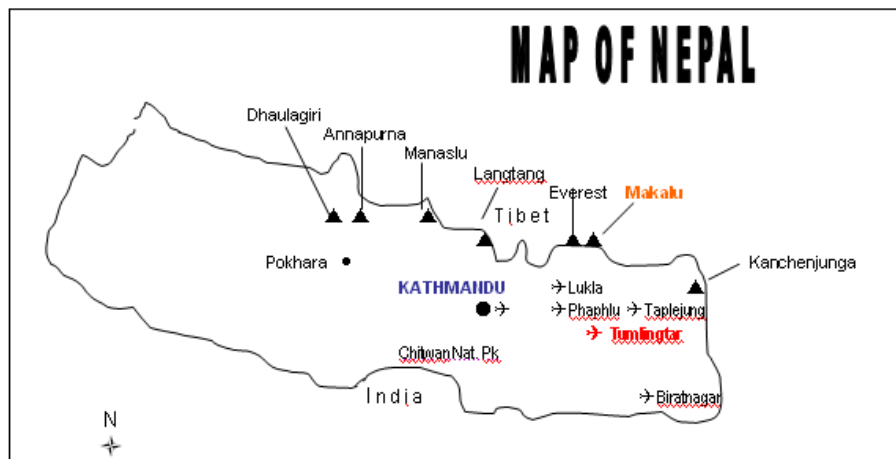 MAP OF NEPAL
Dhaulagiri
Annapurna
Manaslu
Langtang
Everest
Makalu
Tibet
Kanchenjunga
Pokhara
KATHMANDU
Lukla
Phaphlu
Taplejung
Tumlingtar
Chitwan Nat. Pk
India
Biratnagar
N